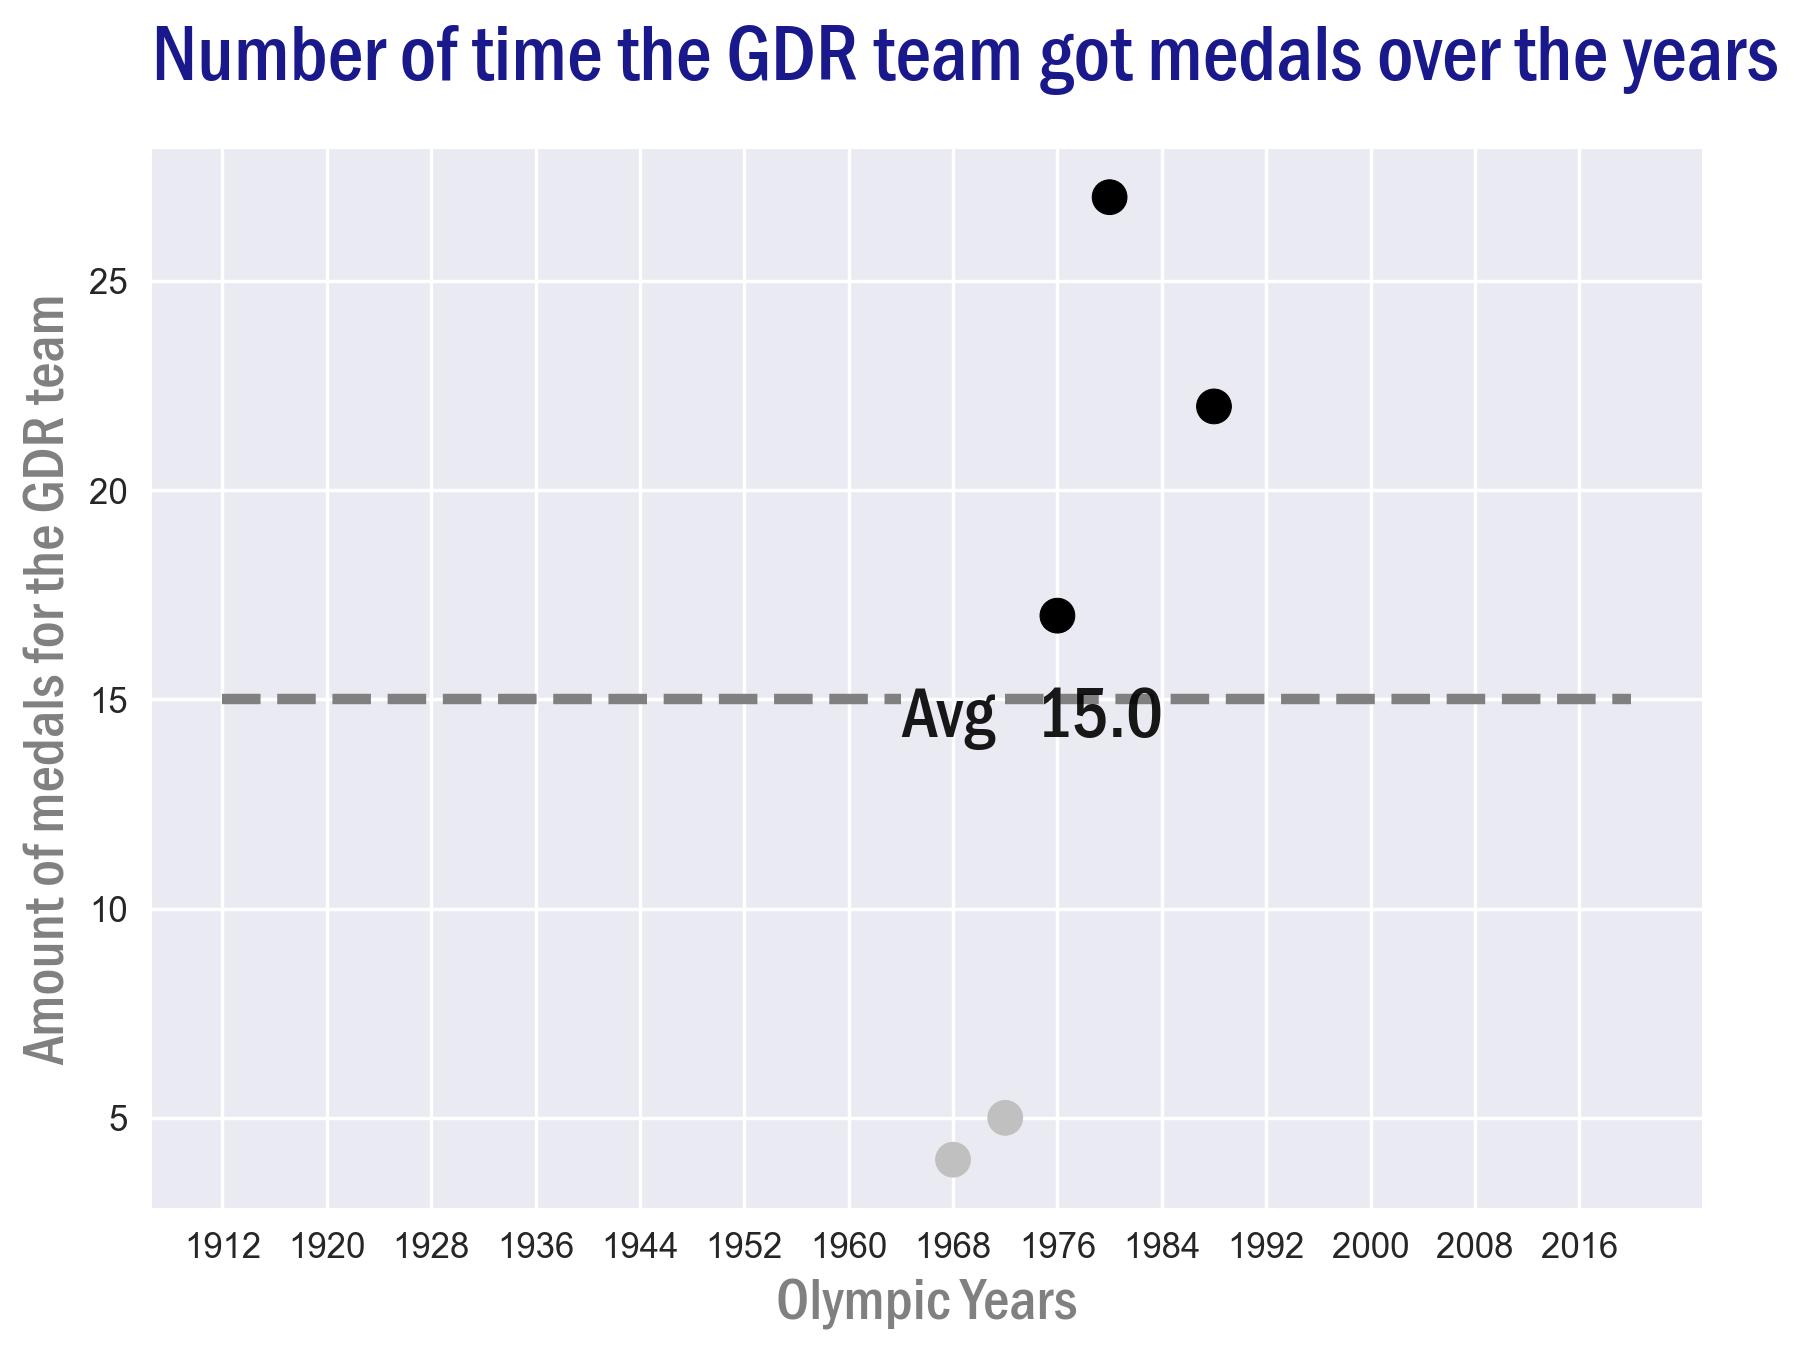 Number of time the GDR team got medals over the years
Amount of medals for the GDR team
25
20
15
10
5
Avg 15.0
1912 1920 1928 1936 1944 1952 1960 1968 1976 1984 1992 2000 2008 2016
Olympic Years